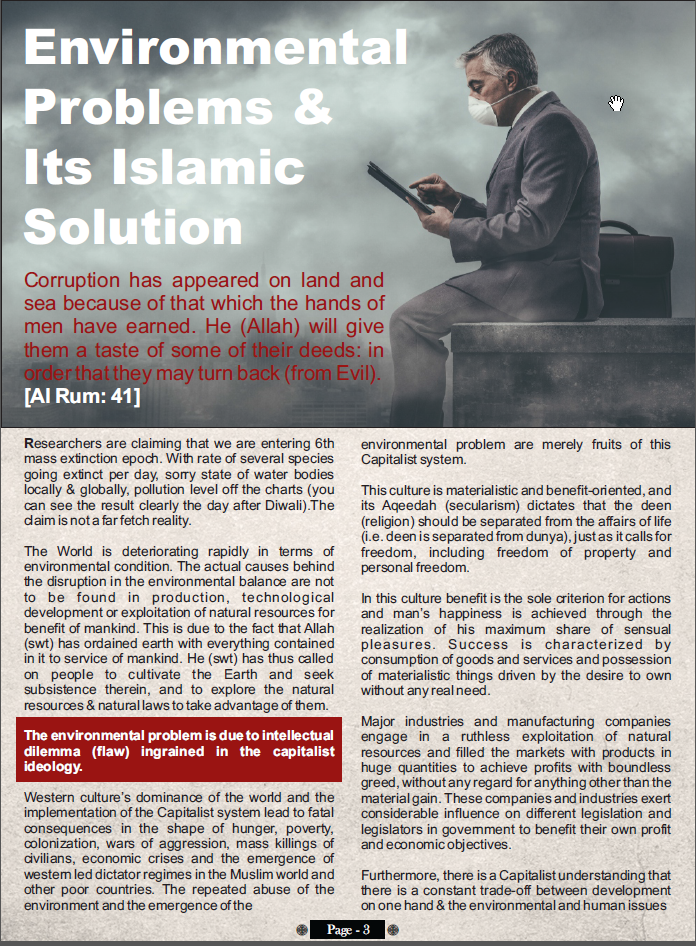 Environmental
Problems &
Its Islamic
Solution
Corruption has appeared on land and
sea because of that which the hands of
men have earned. He (Allah) will give
them a taste of some of their deeds: in
order that they may turn back (from Evil).
[Al Rum: 41]
Researchers are claiming that we are entering 6th
mass extinction epoch. With rate of several species
going extinct per day, sorry state of water bodies
locally & globally, pollution level off the charts (you
can see the result clearly the day after Diwali).The
claim is not a far fetch reality.
The World is deteriorating rapidly in terms of
environmental condition. The actual causes behind
the disruption in the environmental balance are not
to be found in production, technological
development or exploitation of natural resources for
benefit of mankind. This is due to the fact that Allah
(swt) has ordained earth with everything contained
in it to service of mankind. He (swt) has thus called
on people to cultivate the Earth and seek
subsistence therein, and to explore the natural
resources & natural laws to take advantage of them.
The environmental problem is due to intellectual
dilemma (flaw) ingrained in the capitalist
ideology.
Western culture's dominance of the world and the
implementation of the Capitalist system lead to fatal
consequences in the shape of hunger, poverty,
colonization, wars of aggression, mass killings of
civilians, economic crises and the emergence of
western led dictator regimes in the Muslim world and
other poor countries. The repeated abuse of the
environment and the emergence of the
environmental problem are merely fruits of this
Capitalist system.
This culture is materialistic and benefit-oriented, and
its Aqeedah (secularism) dictates that the deen
(religion) should be separated from the affairs of life
(i.e. deen is separated from dunya), just as it calls for
freedom, including freedom of property and
personal freedom.
In this culture benefit is the sole criterion for actions
and man's happiness is achieved through the
realization of his maximum share of sensual
pleasures. Success is characterized by
consumption of goods and services and possession
of materialistic things driven by the desire to own
without any real need.
Major industries and manufacturing companies
engage in a ruthless exploitation of natural
resources and filled the markets with products in
huge quantities to achieve profits with boundless
greed, without any regard for anything other than the
material gain. These companies and industries exert
considerable influence on different legislation and
legislators in government to benefit their own profit
and economic objectives.
Furthermore, there is a Capitalist understanding that
there is a constant trade-off between development
on one hand & the environmental and human issues
Page - 3